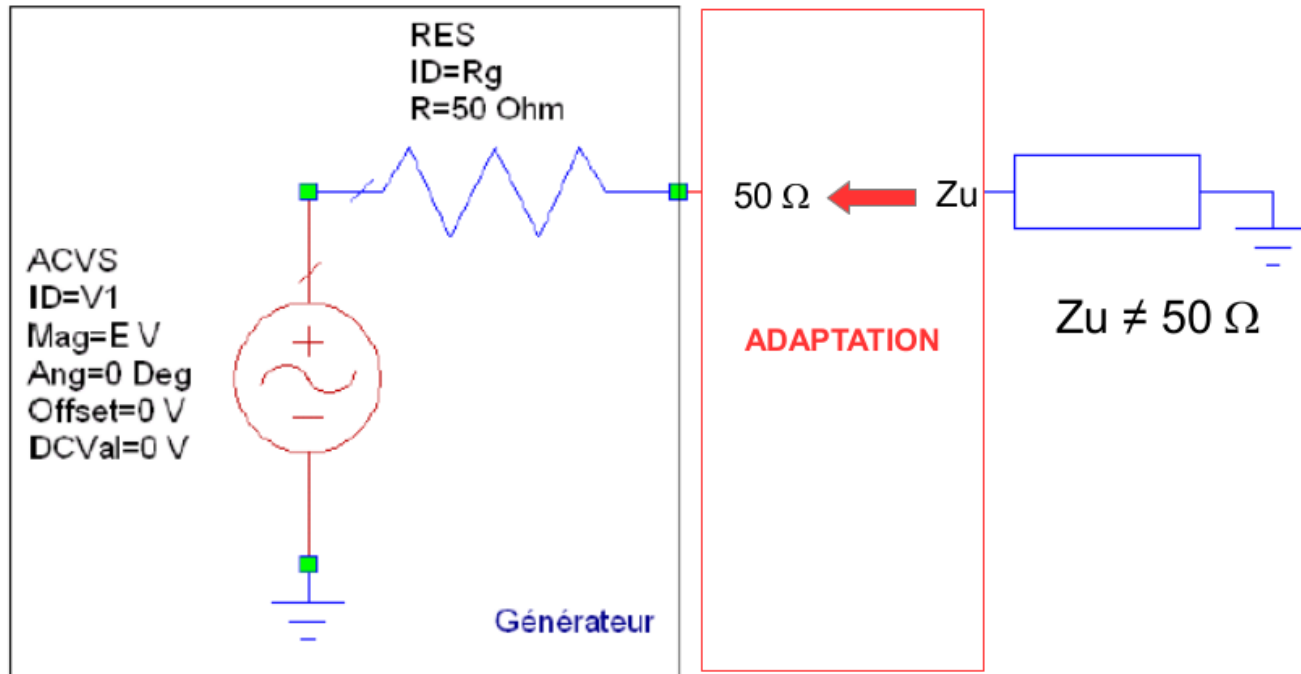 RES
ID=Rg
R=50 Ohm
ACVS
ID=V1
Mag=E V
Ang=0 Deg
Offset=0 V
DCVal=0 V
Générateur
50 Ω
Zu
ADAPTATION
Zu ≠ 50 Ω